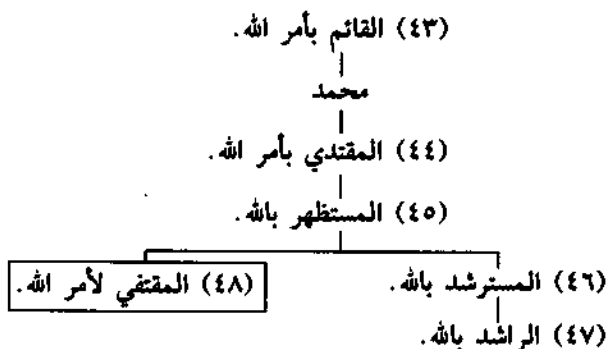 (٤٣) القائم بأمر الله.
محمد
(٤٤) المقتدي بأمر الله.
(٤٥) المستظهر بالله.
(٤٦) المسترشد بالله.
(٤٨) المقتفي لأمر الله.
(٤٧) الراشد بالله.